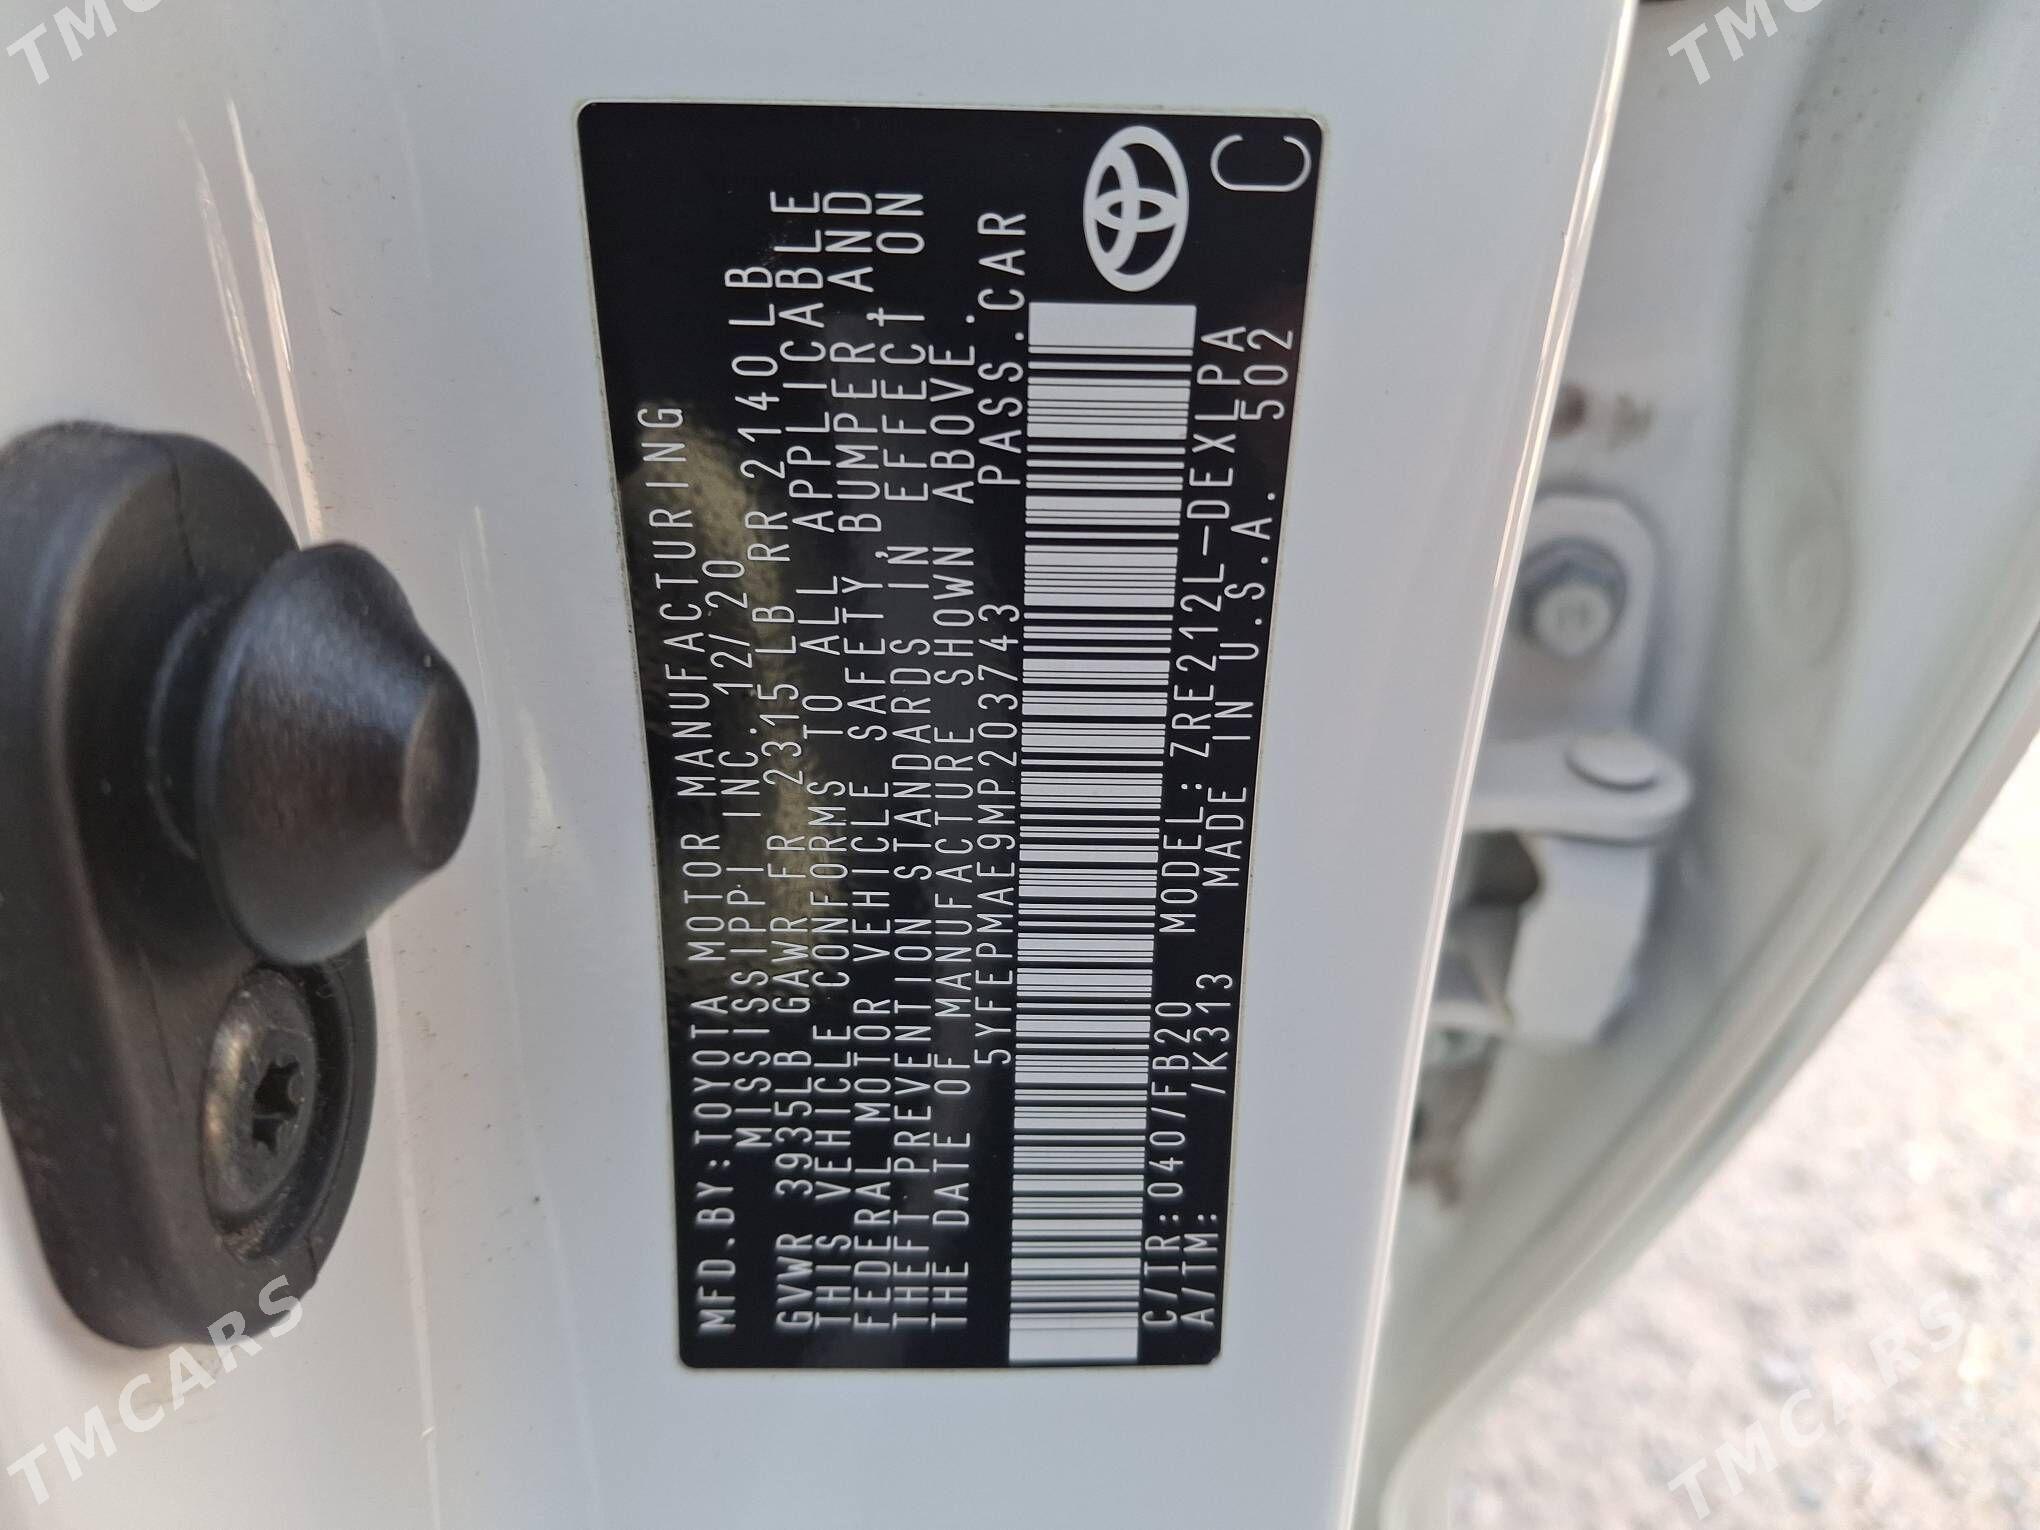 MFD.BY:TOYOTA MOTOR MANUFACTURING
MISSISSIPPI INC. 12/20
GVWR 3935LB GAWR FR 2315LB RR 2140LB
THIS VEHICLE CONFORMS TO ALL APPLICABLE
FEDERAL MOTOR VEHICLE SAFETY, BUMPER, AND
THEFT PREVENTION STANDARDS IN EFFECT ON
THE DATE OF MANUFACTURE SHOWN ABOVE.
5YFEPMAE9MP203743 PASS.CAR
C/TR:040/FB20 MODEL:ZRE212L-DEXLPA
A/TM: /K313 MADE IN U.S.A. 502
C
TMCARS
TMCARS
TMC
TMC